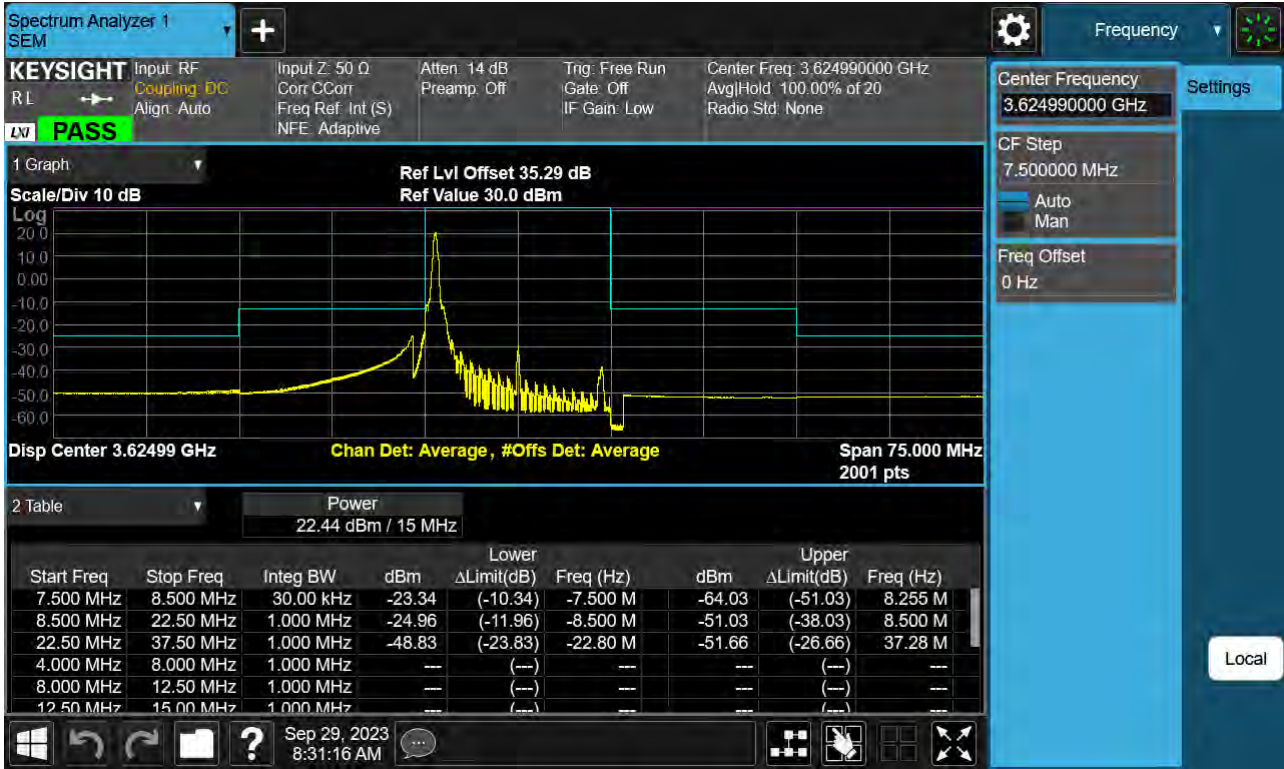 Spectrum Analyzer 1
SEM
+
Frequency
KEYSIGHT
RL
LXI
PASS
Input: RF
Coupling: DC
Align: Auto
Input Z: 50 Ω
Corr CCorr
Freq Ref: Int (S)
NFE: Adaptive
Atten: 14 dB
Preamp: Off
Trig: Free Run
Gate: Off
IF Gain: Low
Center Freq: 3.624990000 GHz
Avg|Hold: 100.00% of 20
Radio Std: None
Center Frequency
3.624990000 GHz
Settings
CF Step
7.500000 MHz
Auto
Man
Freq Offset
0 Hz
Local
1 Graph
Scale/Div 10 dB
Ref Lvl Offset 35.29 dB
Ref Value 30.0 dBm
Log
20.0
10.0
0.00
-10.0
-20.0
-30.0
-40.0
-50.0
-60.0
Disp Center 3.62499 GHz
Chan Det: Average, #Offs Det: Average
Span 75.000 MHz
2001 pts
2 Table
Power
22.44 dBm / 15 MHz
Lower Upper
Start Freq Stop Freq Integ BW dBm ΔLimit(dB) Freq (Hz) dBm ΔLimit(dB) Freq (Hz)
7.500 MHz 8.500 MHz 30.00 kHz -23.34 (-10.34) -7.500 M -64.03 (-51.03) 8.255 M
8.500 MHz 22.50 MHz 1.000 MHz -24.96 (-11.96) -8.500 M -51.03 (-38.03) 8.500 M
22.50 MHz 37.50 MHz 1.000 MHz -48.83 (-23.83) -22.80 M -51.66 (-26.66) 37.28 M
4.000 MHz 8.000 MHz 1.000 MHz --- (---) --- --- (---) ---
8.000 MHz 12.50 MHz 1.000 MHz --- (---) --- --- (---) ---
12.50 MHz 15.00 MHz 1.000 MHz --- (---) --- --- (---) ---
?
Sep 29, 2023
8:31:16 AM